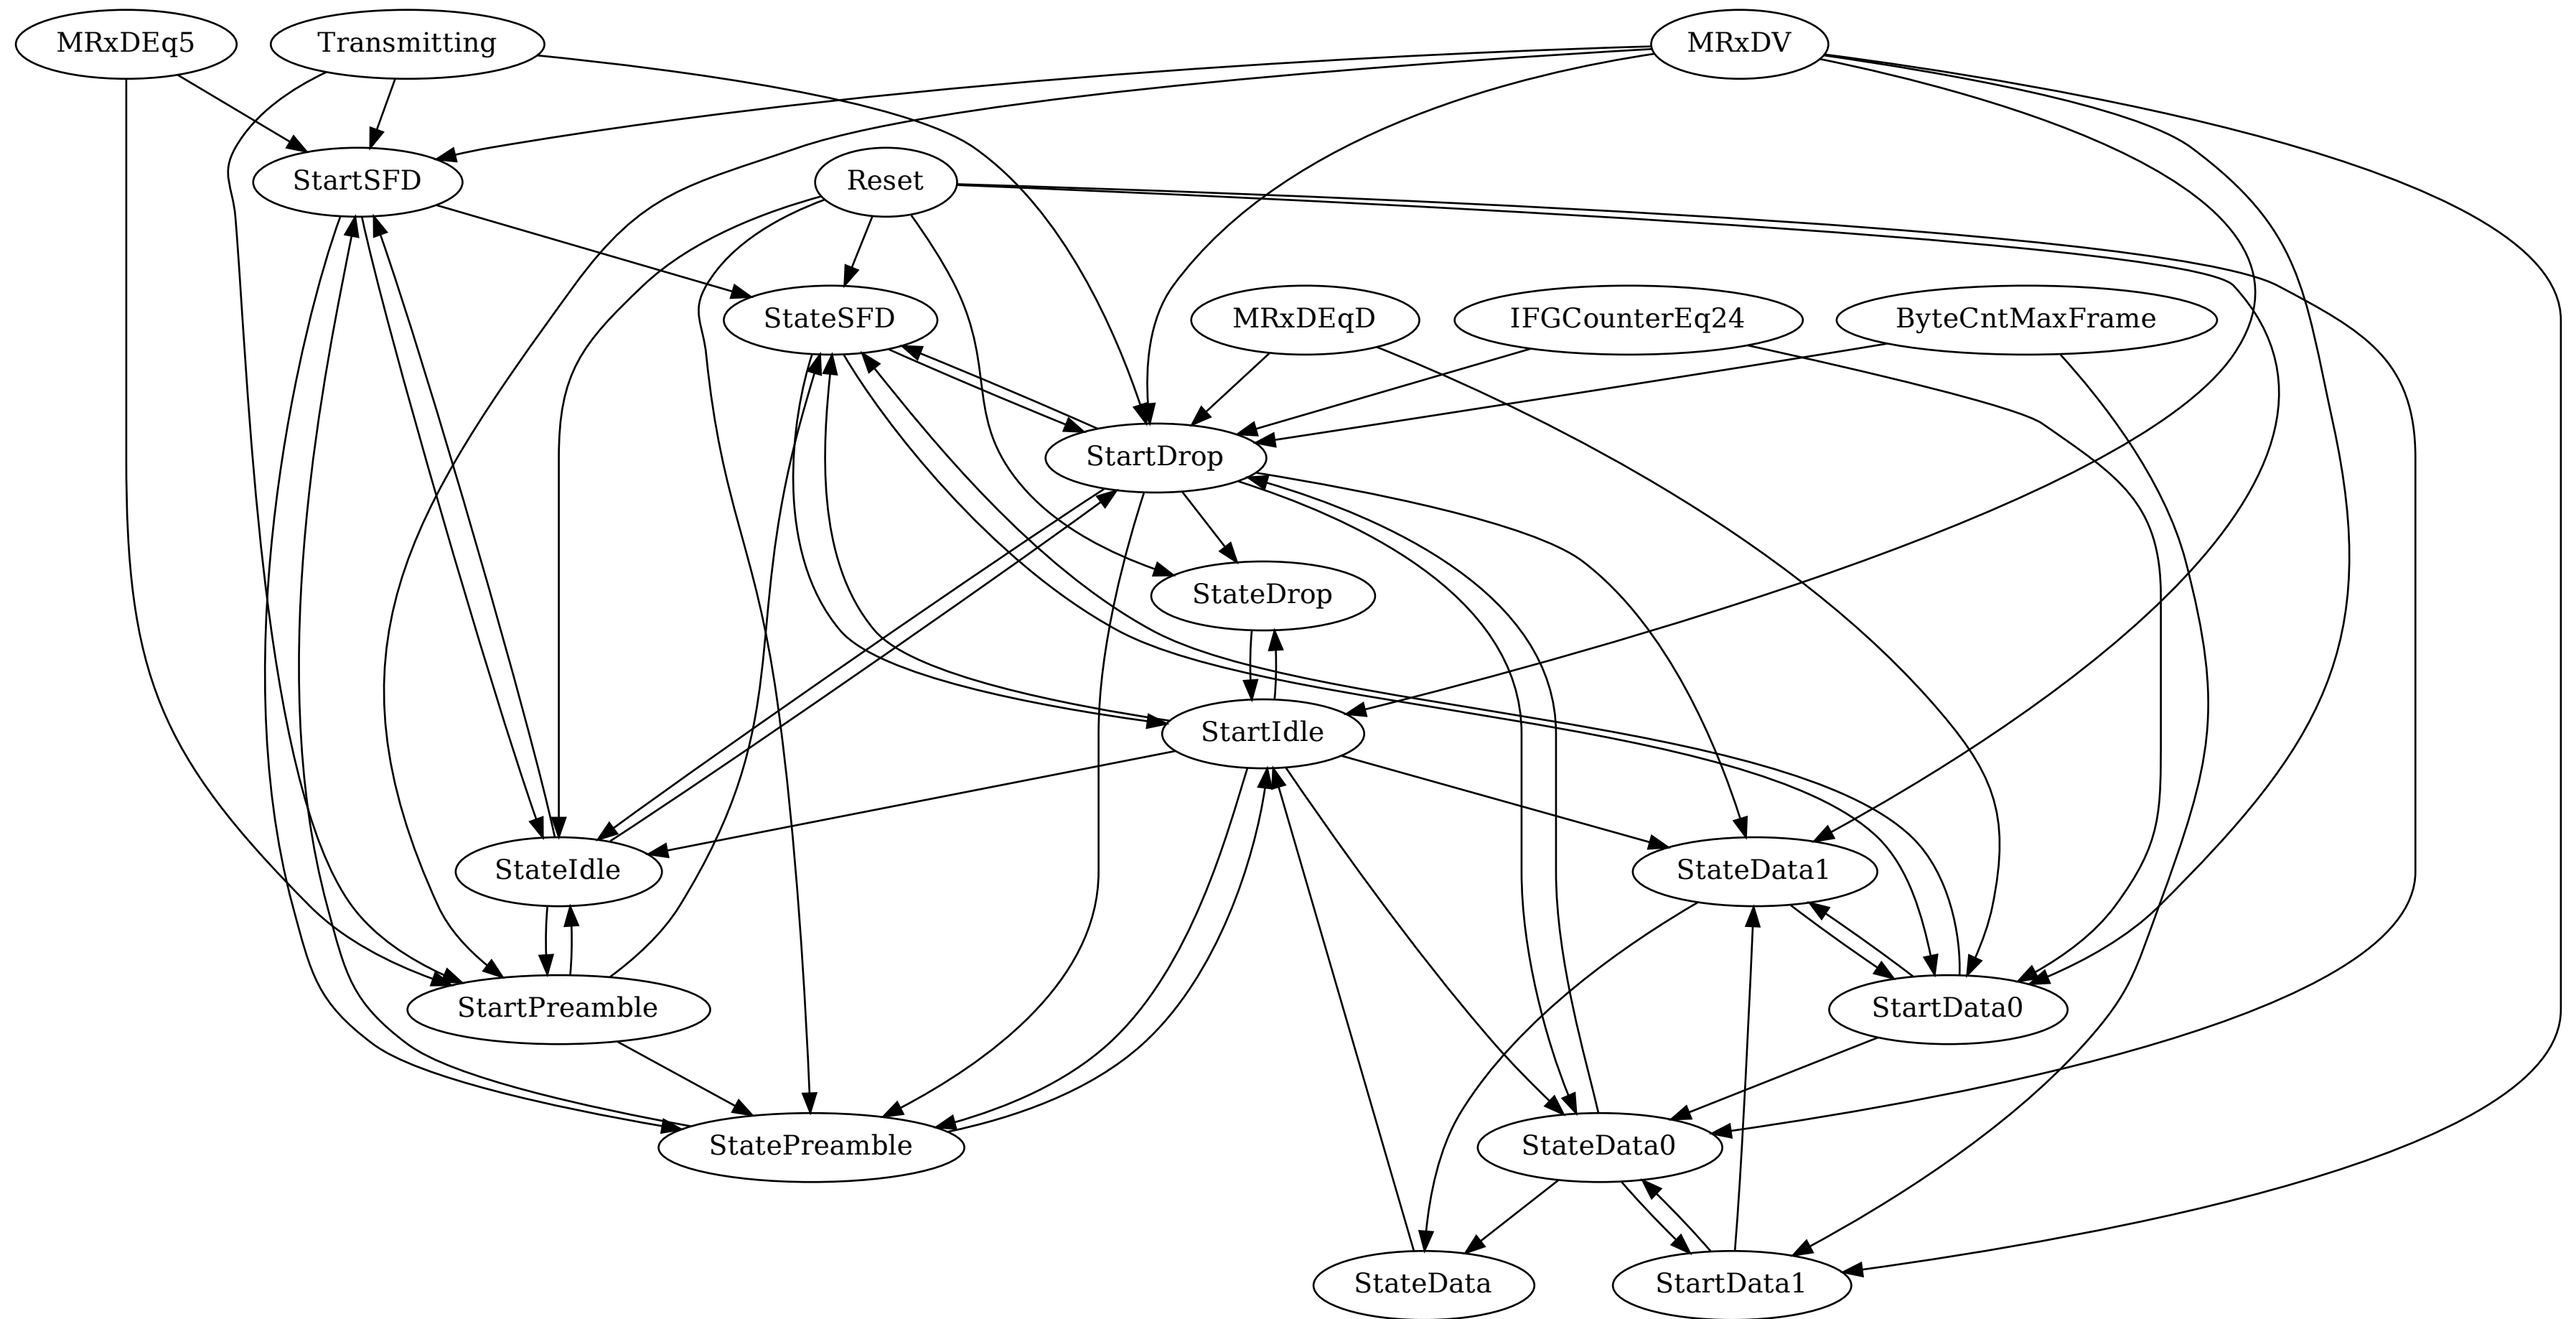 MRxDEq5
Transmitting
MRxDV
StartSFD
Reset
StateSFD
MRxDEqD
IFGCounterEq24
ByteCntMaxFrame
StartDrop
StateDrop
StartIdle
StateIdle
StateData1
StartPreamble
StartData0
StatePreamble
StateData0
StateData
StartData1